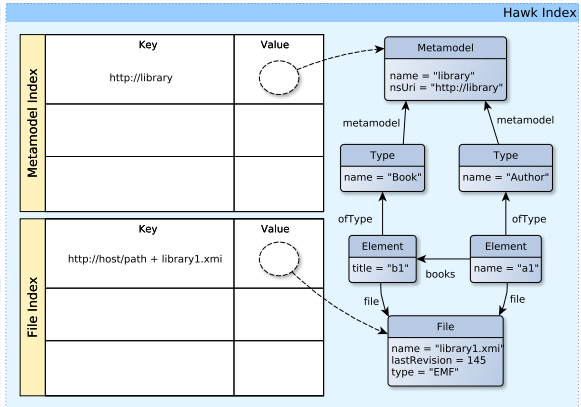 Hawk Index
Metamodel Index
Key
Value
http://library
File Index
Key
Value
http://host/path + library1.xmi
Metamodel
name = "library"
nsUri = "http://library"
metamodel
metamodel
Type
name = "Book"
Type
name = "Author"
ofType
ofType
Element
title = "b1"
books
Element
name = "a1"
file
file
File
name = "library1.xmi"
lastRevision = 145
type = "EMF"